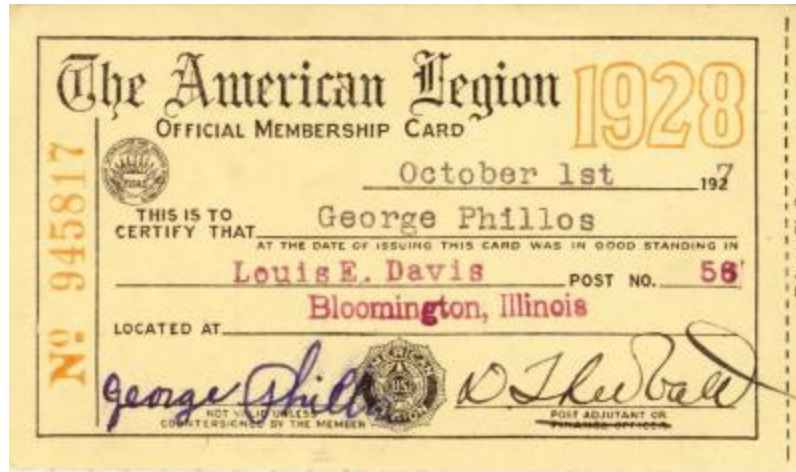 The American Legion 1928
OFFICIAL MEMBERSHIP CARD
October 1st 1927
THIS IS TO
CERTIFY THAT George Phillos
AT THE DATE OF ISSUING THIS CARD WAS IN GOOD STANDING IN
Louis E. Davis POST NO. 56
Bloomington, Illinois
LOCATED AT
George Phillos
NOT VALID UNLESS
COUNTERSIGNED BY THE MEMBER
AMERICAN
U.S.
LEGION
POST ADJUTANT OR
FINANCE OFFICER
No 945817